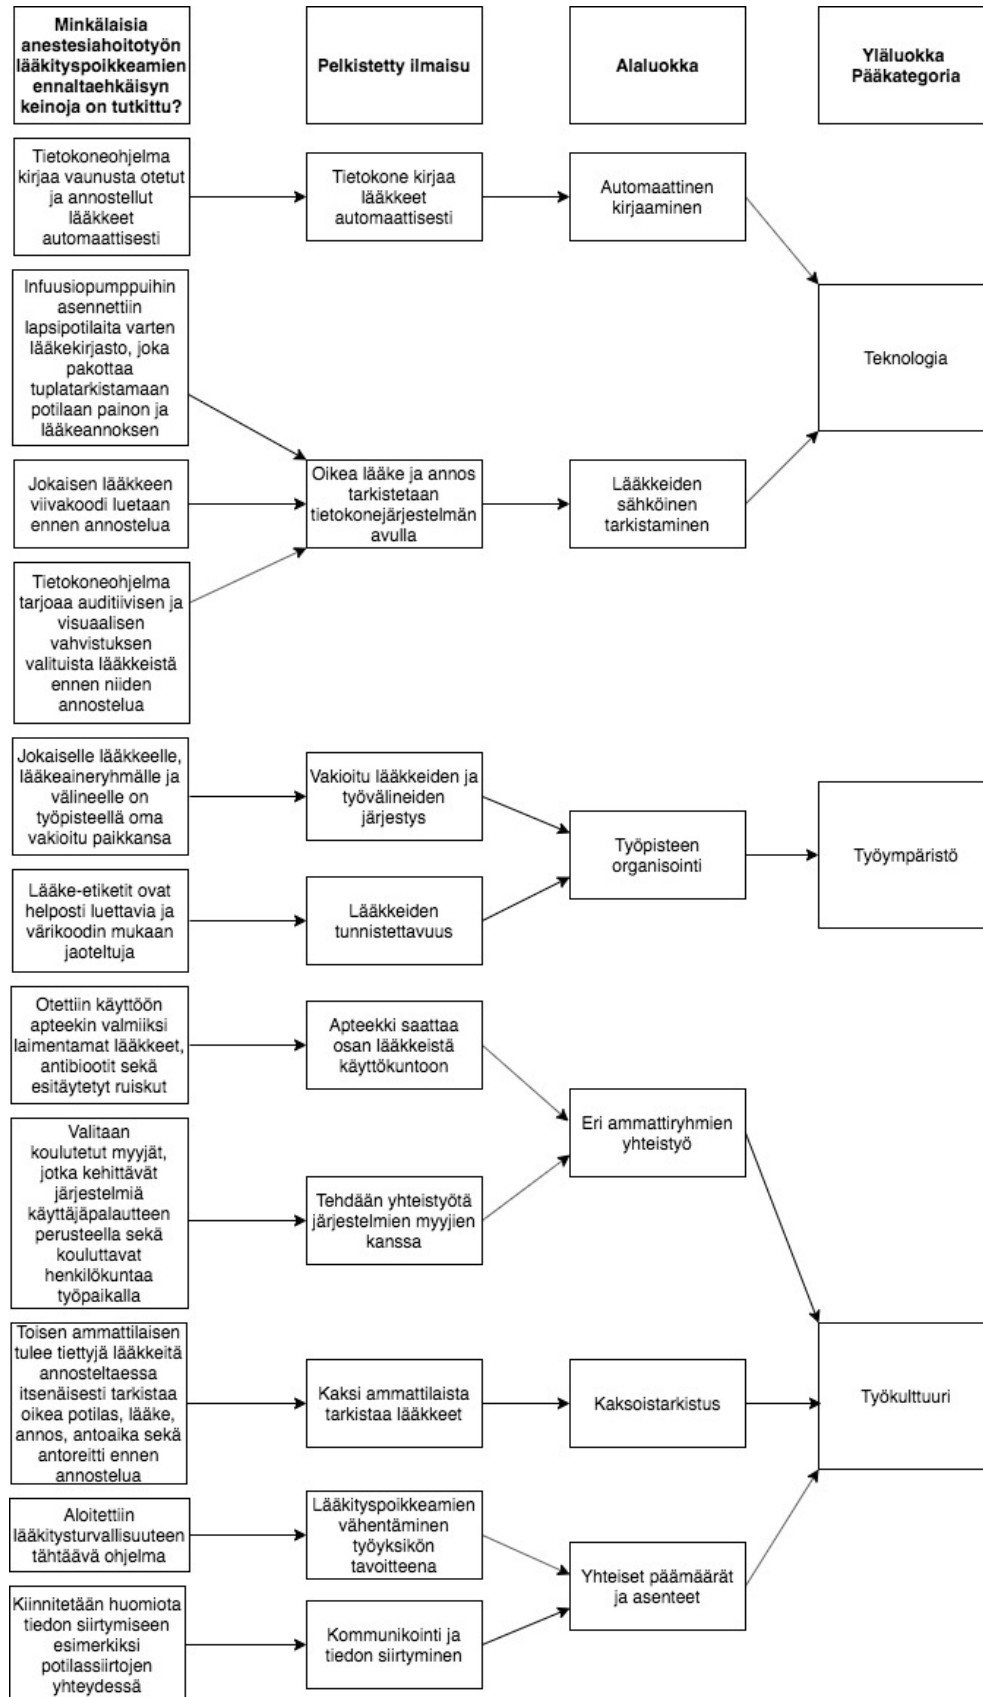 Minkälaisia
anestesiahoitotyön
lääkityspoikkeamien
ennaltaehkäisyn
keinoja on tutkittu?
Pelkistetty ilmaisu
Alaluokka
Yläluokka
Pääkategoria
Tietokoneohjelma
kirjaa vaunusta otetut
ja annostellut
lääkkeet
automaattisesti
Tietokone kirjaa
lääkkeet
automaattisesti
Automaattinen
kirjaaminen
Infuusiopumppuihin
asennettiin
lapsipotilaita varten
lääkekirjasto, joka
pakottaa
tuplatarkistamaan
potilaan painon ja
lääkeannoksen
Teknologia
Jokaisen lääkkeen
viivakoodi luetaan
ennen annostelua
Oikea lääke ja annos
tarkistetaan
tietokonejärjestelmän
avulla
Lääkkeiden
sähköinen
tarkistaminen
Tietokoneohjelma
tarjoaa auditiivisen ja
visuaalisen
vahvistuksen
valituista lääkkeistä
ennen niiden
annostelua
Jokaiselle lääkkeelle,
lääkeaineryhmälle ja
välineelle on
työpisteellä oma
vakioitu paikkansa
Vakioitu lääkkeiden ja
työvälineiden
järjestys
Työpisteen
organisointi
Työympäristö
Lääke-etiketit ovat
helposti luettavia ja
värikoodin mukaan
jaoteltuja
Lääkkeiden
tunnistettavuus
Otettiin käyttöön
apteekin valmiiksi
laimentamat lääkkeet,
antibiootit sekä
esitäytetyt ruiskut
Apteekki saattaa
osan lääkkeistä
käyttökuntoon
Eri ammattiryhmien
yhteistyö
Valitaan
koulutetut myyjät,
jotka kehittävät
järjestelmiä
käyttäjäpalautteen
perusteella sekä
kouluttavat
henkilökuntaa
työpaikalla
Tehdään yhteistyötä
järjestelmien myyjien
kanssa
Toisen ammattilaisen
tulee tiettyjä lääkkeitä
annosteltaessa
itsenäisesti tarkistaa
oikea potilas, lääke,
annos, antoaika sekä
antoreitti ennen
annostelua
Kaksi ammattilaista
tarkistaa lääkkeet
Kaksoistarkistus
Työkulttuuri
Aloitettiin
lääkitysturvallisuuteen
tähtäävä ohjelma
Lääkityspoikkeamien
vähentäminen
työyksikön
tavoitteena
Yhteiset päämäärät
ja asenteet
Kiinnitetään huomiota
tiedon siirtymiseen
esimerkiksi
potilassiirtojen
yhteydessä
Kommunikointi ja
tiedon siirtyminen